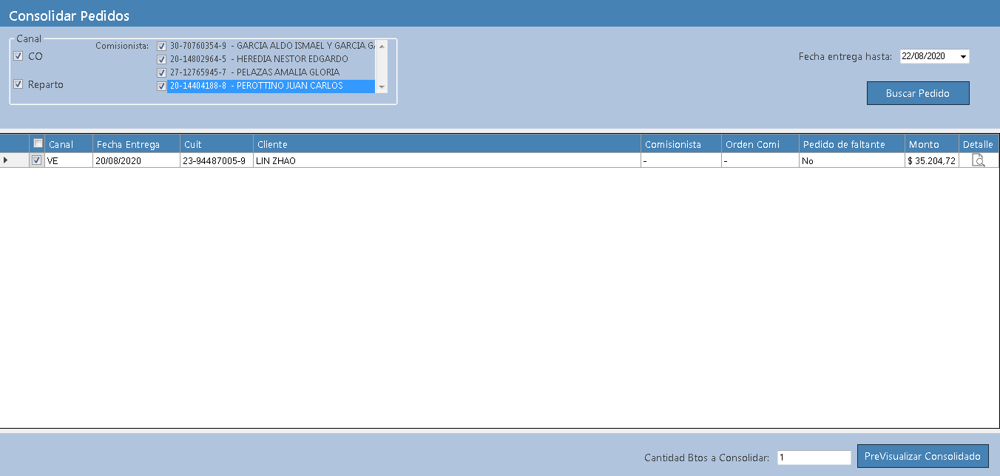 Consolidar Pedidos
Canal
CO
Reparto
Comisionista:
30-70760354-9 - GARCIA ALDO ISMAEL Y GARCIA GA
20-14802964-5 - HEREDIA NESTOR EDGARDO
27-12765945-7 - PELAZAS AMALIA GLORIA
20-14404188-8 - PEROTTINO JUAN CARLOS
Fecha entrega hasta: 22/08/2020
Buscar Pedido
Canal Fecha Entrega Cuit Cliente Comisionista Orden Comi Pedido de faltante Monto Detalle
VE 20/08/2020 23-94487005-9 LIN ZHAO - - No $ 35.204,72
Cantidad Btos a Consolidar: 1 PreVisualizar Consolidado